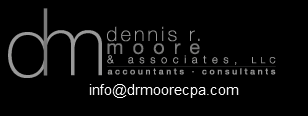 dm
dennis r.
moore
& associates, LLC
accountants · consultants
info@drmoorecpa.com